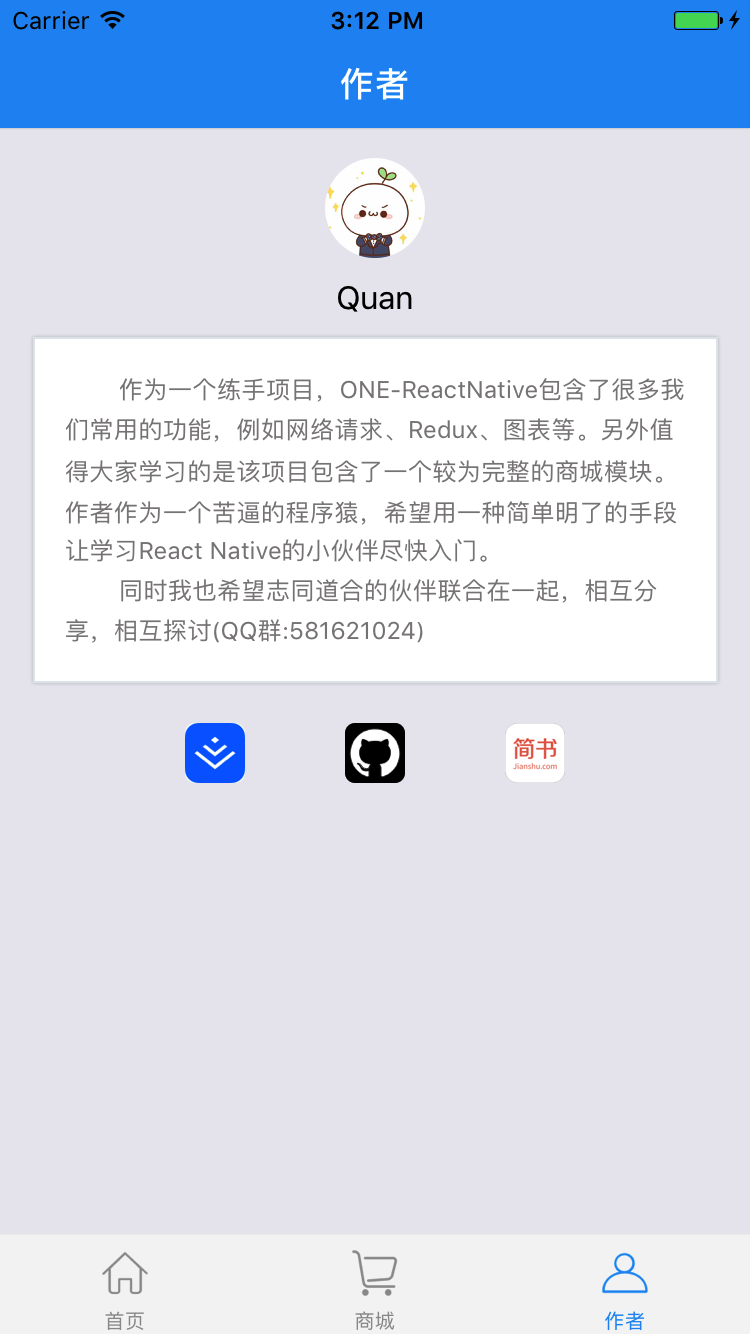 Carrier 3:12 PM
作者
Quan
作为一个练手项目，ONE-ReactNative包含了很多我
们常用的功能，例如网络请求、Redux、图表等。另外值
得大家学习的是该项目包含了一个较为完整的商城模块。
作者作为一个苦逼的程序猿，希望用一种简单明了的手段
让学习React Native的小伙伴尽快入门。
同时我也希望志同道合的伙伴联合在一起，相互分
享，相互探讨(QQ群:581621024)
简书
Jianshu.com
首页 商城 作者